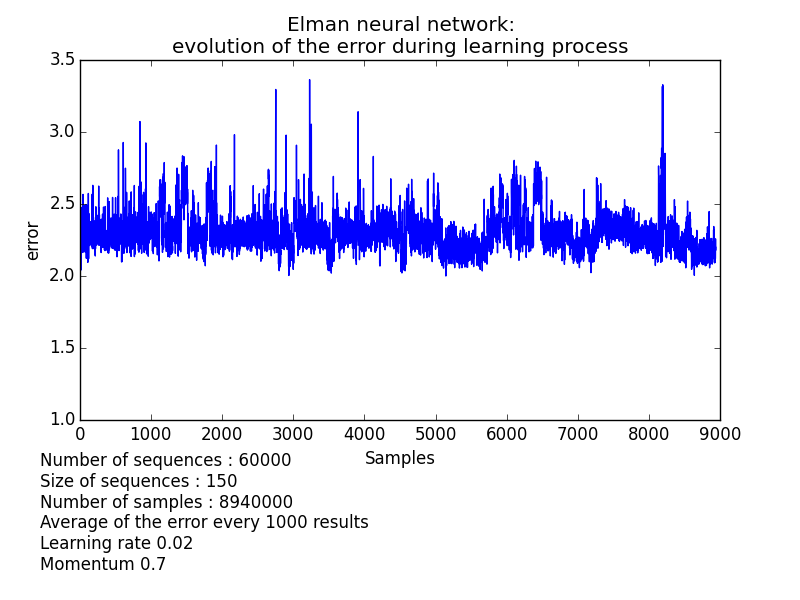 Elman neural network:
evolution of the error during learning process
3.5
3.0
2.5
2.0
1.5
1.0
error
0 1000 2000 3000 4000 5000 6000 7000 8000 9000
Samples
Number of sequences : 60000
Size of sequences : 150
Number of samples : 8940000
Average of the error every 1000 results
Learning rate 0.02
Momentum 0.7